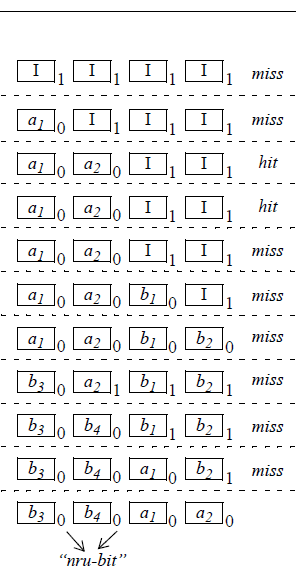 I 1 I 1 I 1 I 1 miss
a1 0 I 1 I 1 I 1 miss
a1 0 a2 0 I 1 I 1 hit
a1 0 a2 0 I 1 I 1 hit
a1 0 a2 0 I 1 I 1 miss
a1 0 a2 0 b1 0 I 1 miss
a1 0 a2 0 b1 0 b2 0 miss
b3 0 a2 1 b1 1 b2 1 miss
b3 0 b4 0 b1 1 b2 1 miss
b3 0 b4 0 a1 0 b2 1 miss
b3 0 b4 0 a1 0 a2 0
“nru-bit”